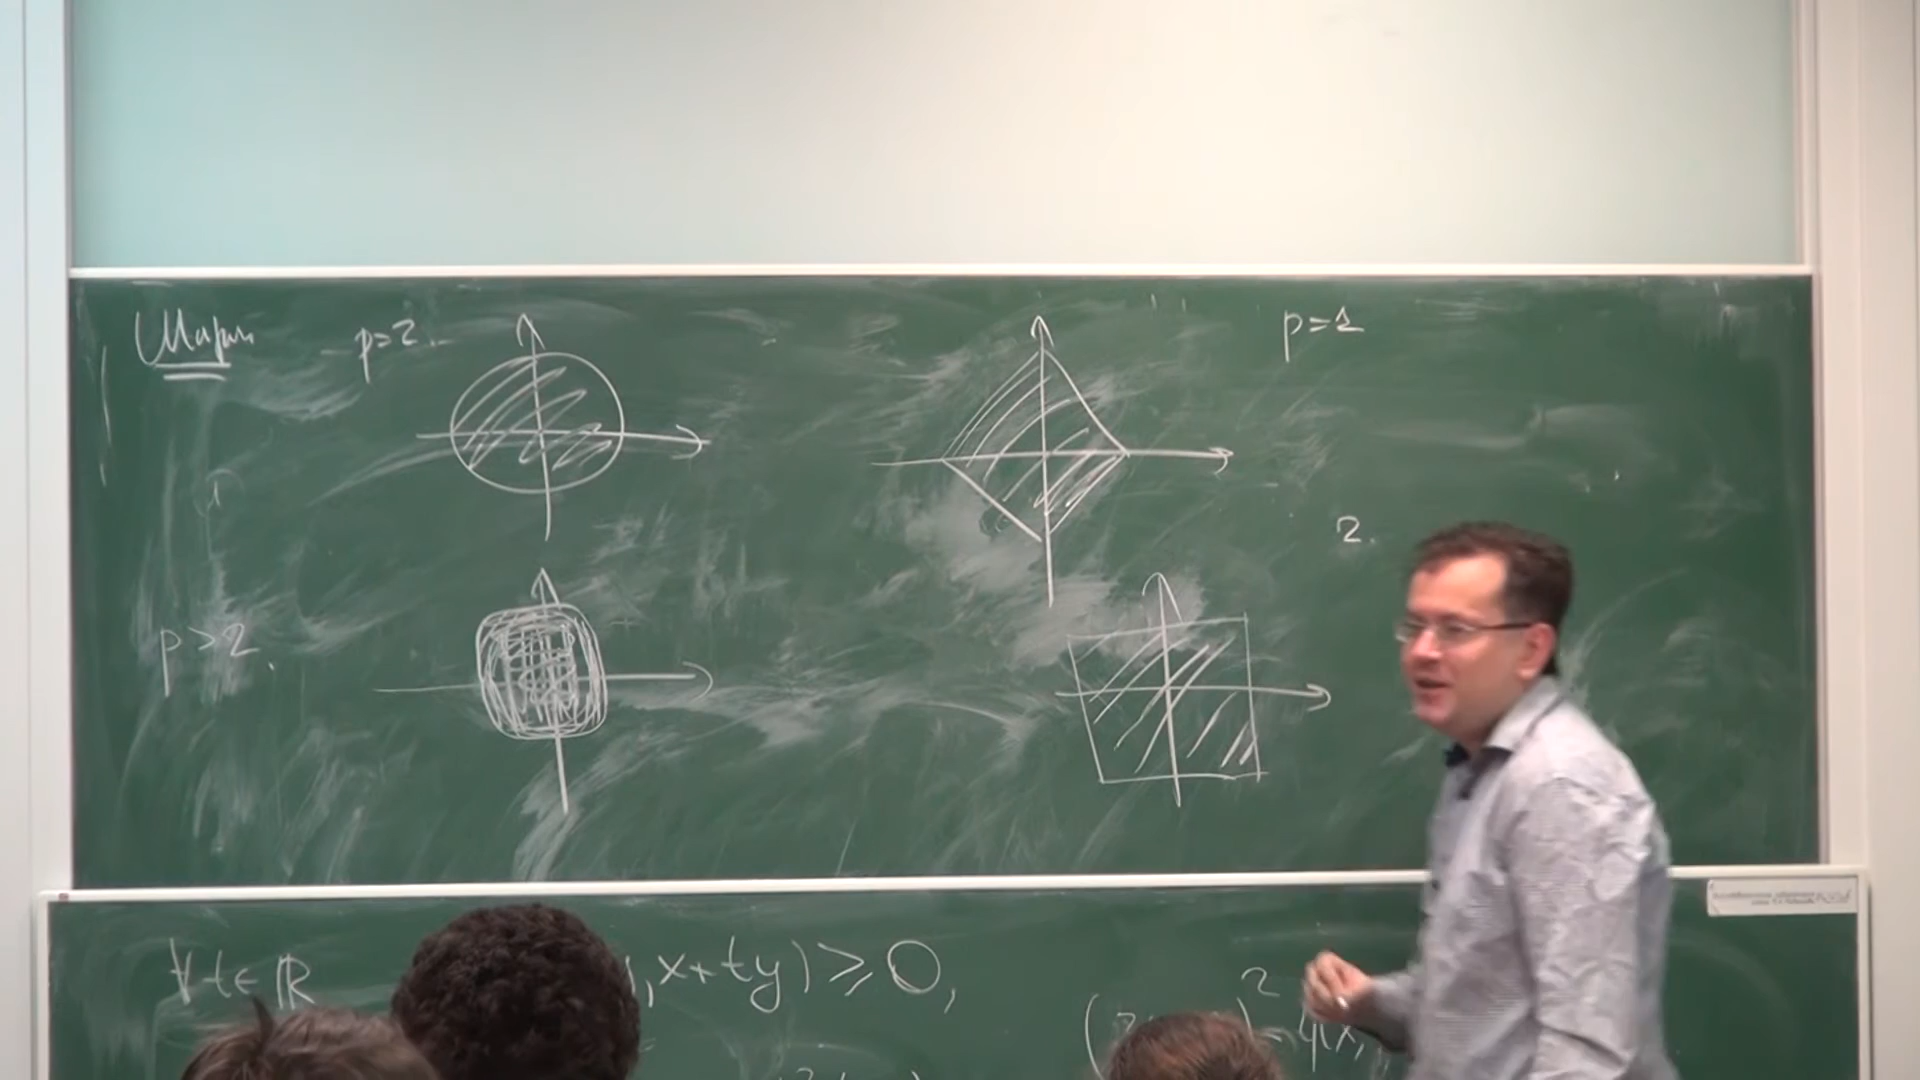 Шары p=2.
p=1
2.
p>2.
∀t∈ℝ ,x+ty)⩾0,
2